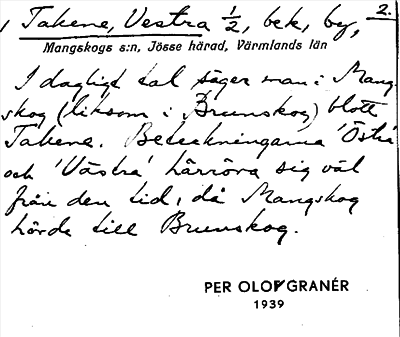 Takene, Vestra 1/2, bek, by, 2.
Mangskogs s:n, Jösse härad, Värmlands län
I dagligt tal säger man i Mang-
skog (liksom i Brunskog) blott
Takene. Beteckningarna 'Östra'
och 'Västra' härröra sig väl
från den tid, då Mangskog
hörde till Brunskog.
PER OLOF GRANÉR
1939